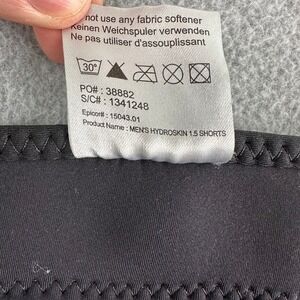 not use any fabric softener
Keinen Weichspuler verwenden
Ne pas utiliser d'assouplissant
30°
PO# : 38882
S/C# : 1341248
Epicor# : 15043.01
Product Name : MEN'S HYDROSKIN 1.5 SHORTS